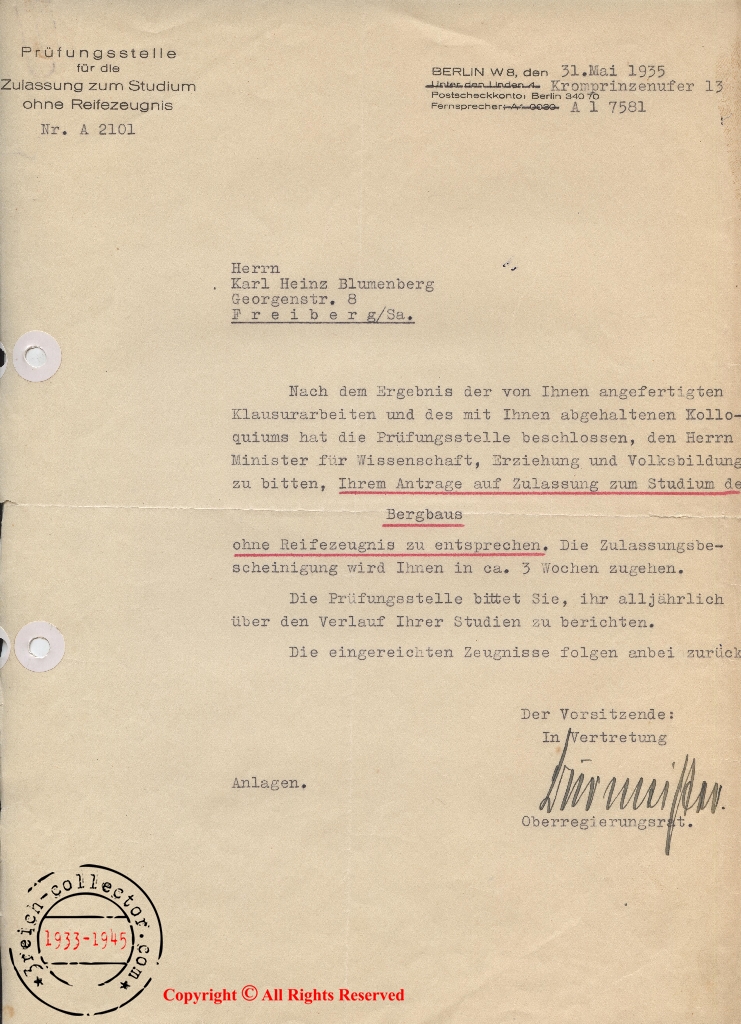 Prüfungsstelle
für die
Zulassung zum Studium
ohne Reifezeugnis
Nr. A 2101
BERLIN W 8, den 31.Mai 1935
Unter den Linden 4 Kromprinzenufer 13
Postscheckkonto: Berlin 340 70
Fernsprecher: A 1 7581
Herrn
Karl Heinz Blumenberg
Georgenstr. 8
F r e i b e r g/Sa.
Nach dem Ergebnis der von Ihnen angefertigten
Klausurarbeiten und des mit Ihnen abgehaltenen Kollo-
quiums hat die Prüfungsstelle beschlossen, den Herrn
Minister für Wissenschaft, Erziehung und Volksbildung
zu bitten, Ihrem Antrage auf Zulassung zum Studium de
Bergbaus
ohne Reifezeugnis zu entsprechen. Die Zulassungsbe-
scheinigung wird Ihnen in ca. 3 Wochen zugehen.
Die Prüfungsstelle bittet Sie, ihr alljährlich
über den Verlauf Ihrer Studien zu berichten.
Die eingereichten Zeugnisse folgen anbei zurück
Der Vorsitzende:
In Vertretung
Burmeister.
Oberregierungsrat.
Anlagen.
3reich-collector.com
1933-1945
Copyright © All Rights Reserved